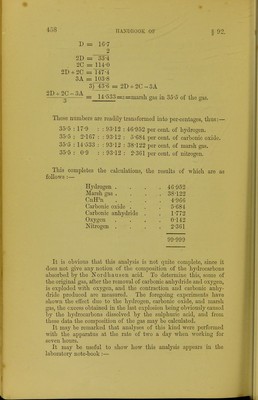 458 HANDBOOK OF § 92.
D = 16·7
2
2D = 33·4
2C = 114·0
2D + 2C = 147·4
3A = 103·8
3) 43·6 = 2D + 2C – 3A
2D + 2C – 3A / 3 = 14·533 = marsh gas in 35·5 of the gas.
These numbers are readily transformed into per-centages, thus:—
35·5 : 17·9 : : 93·12 : 46·952 per cent. of hydrogen.
35·5 : 2·167 : : 93·12 : 5·684 per cent. of carbonic oxide.
35·5 : 14·533 : : 93·12 : 38·122 per cent. of marsh gas.
35·5 : 0·9 : : 93·12 : 2·361 per cent. of nitrogen.
This completes the calculations, the results of which are as
follows :—
Hydrogen . . . . 46·952
Marsh gas . . . . 38·122
CnH²n 4·966
Carbonic oxide . . . 5·684
Carbonic anhydride . . 1·772
Oxygen . . . . 0·142
Nitrogen . . . . 2·361
99·999
It is obvious that this analysis is not quite complete, since it
does not give any notion of the composition of the hydrocarbons
absorbed by the Nordhausen acid. To determine this, some of
the original gas, after the removal of carbonic anhydride and oxygen,
is exploded with oxygen, and the contraction and carbonic anhy-
dride produced are measured. The foregoing experiments have
shown the effect due to the hydrogen, carbonic oxide, and marsh
gas, the excess obtained in the last explosion being obviously caused
by the hydrocarbons dissolved by the sulphuric acid, and from
these data the composition of the gas may be calculated.
It may be remarked that analyses of this kind were performed
with the apparatus at the rate of two a day when working for
seven hours.
It may be useful to show how this analysis appears in the
laboratory note-book :—